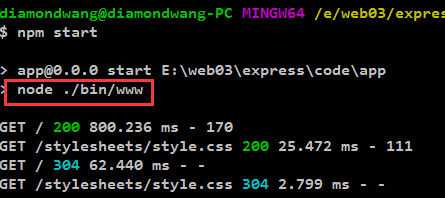 diamondwang@diamondwang-PC MINGW64 /e/web03/expres
$ npm start
> app@0.0.0 start E:\web03\express\code\app
> node ./bin/www
GET / 200 800.236 ms - 170
GET /stylesheets/style.css 200 25.472 ms - 111
GET / 304 62.440 ms - -
GET /stylesheets/style.css 304 2.799 ms - -